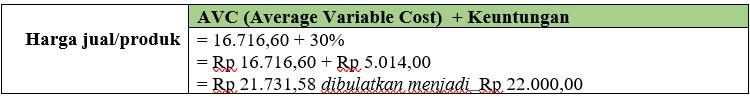 AVC (Average Variable Cost) + Keuntungan
Harga jual/produk
= 16.716,60 + 30%
= Rp 16.716,60 + Rp 5.014,00
= Rp 21.731,58 dibulatkan menjadi Rp 22.000,00